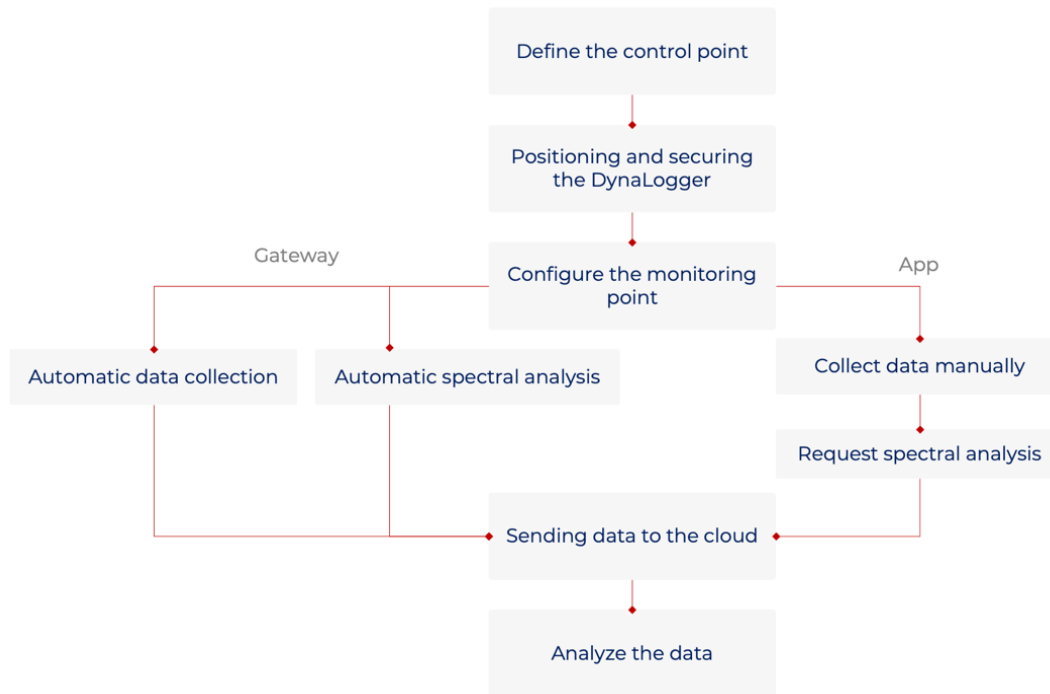 Define the control point
Positioning and securing
the DynaLogger
Gateway
Configure the monitoring
point
App
Automatic data collection
Automatic spectral analysis
Collect data manually
Request spectral analysis
Sending data to the cloud
Analyze the data